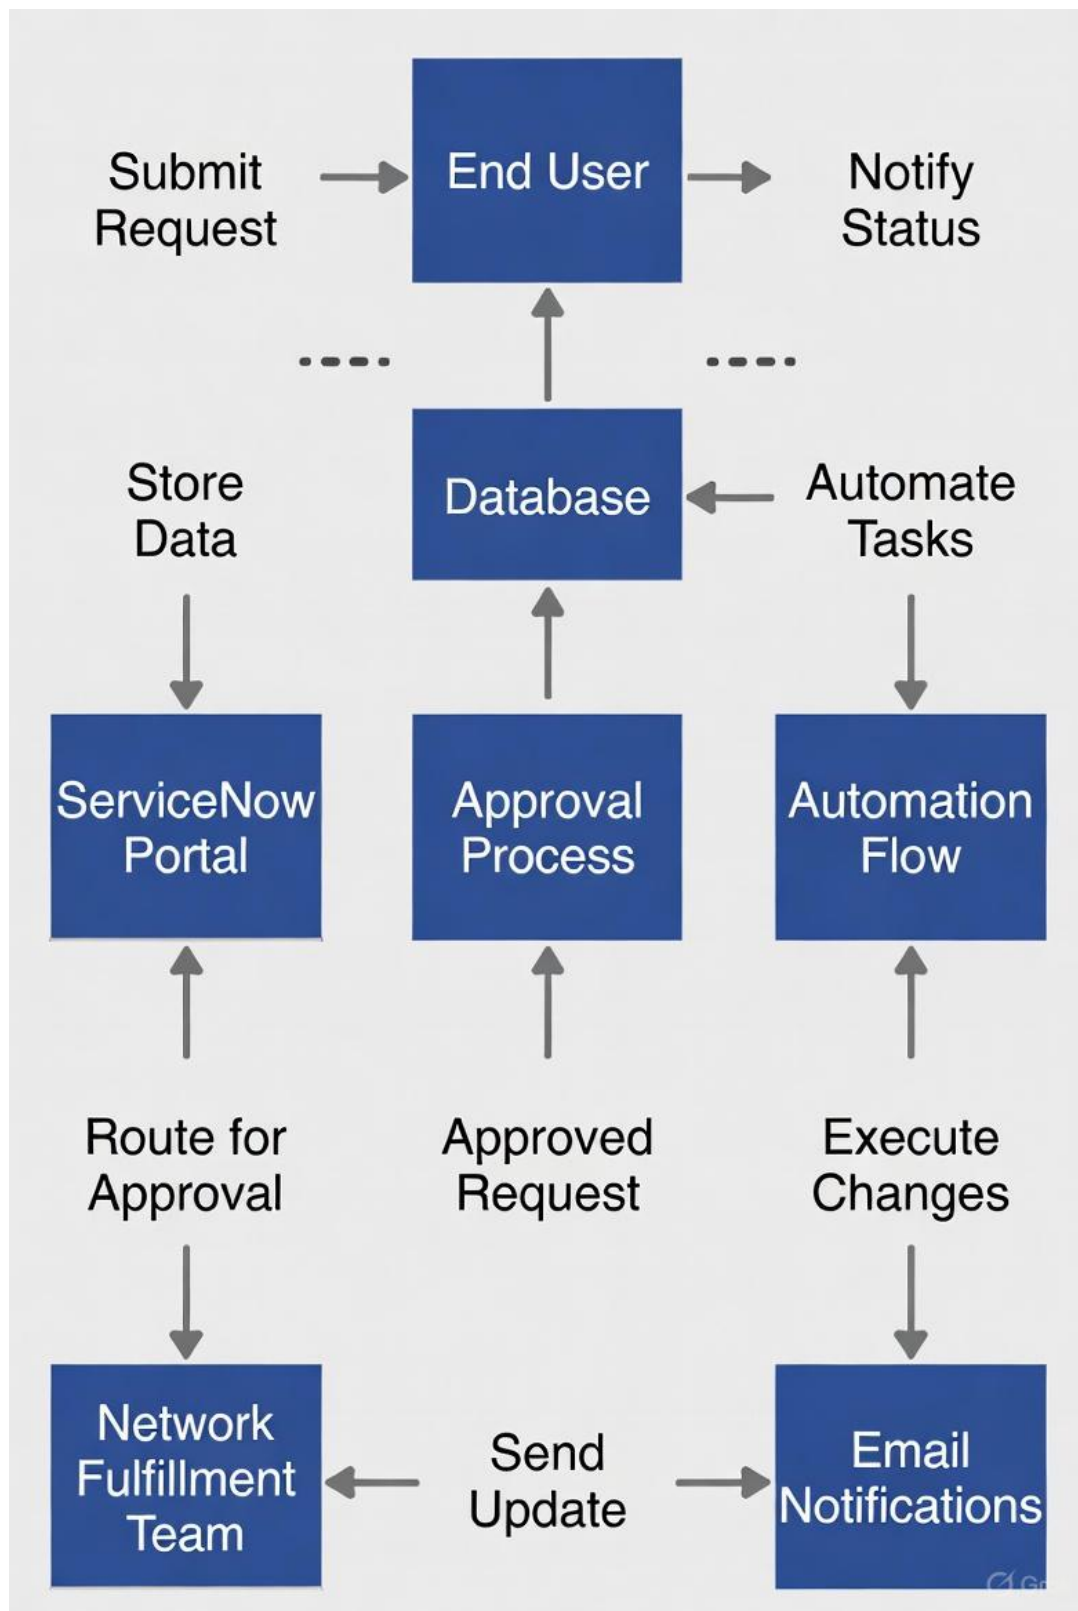 Submit
Request
End User
Notify
Status
Store
Data
Database
Automate
Tasks
ServiceNow
Portal
Approval
Process
Automation
Flow
Route for
Approval
Approved
Request
Execute
Changes
Network
Fulfillment
Team
Send
Update
Email
Notifications